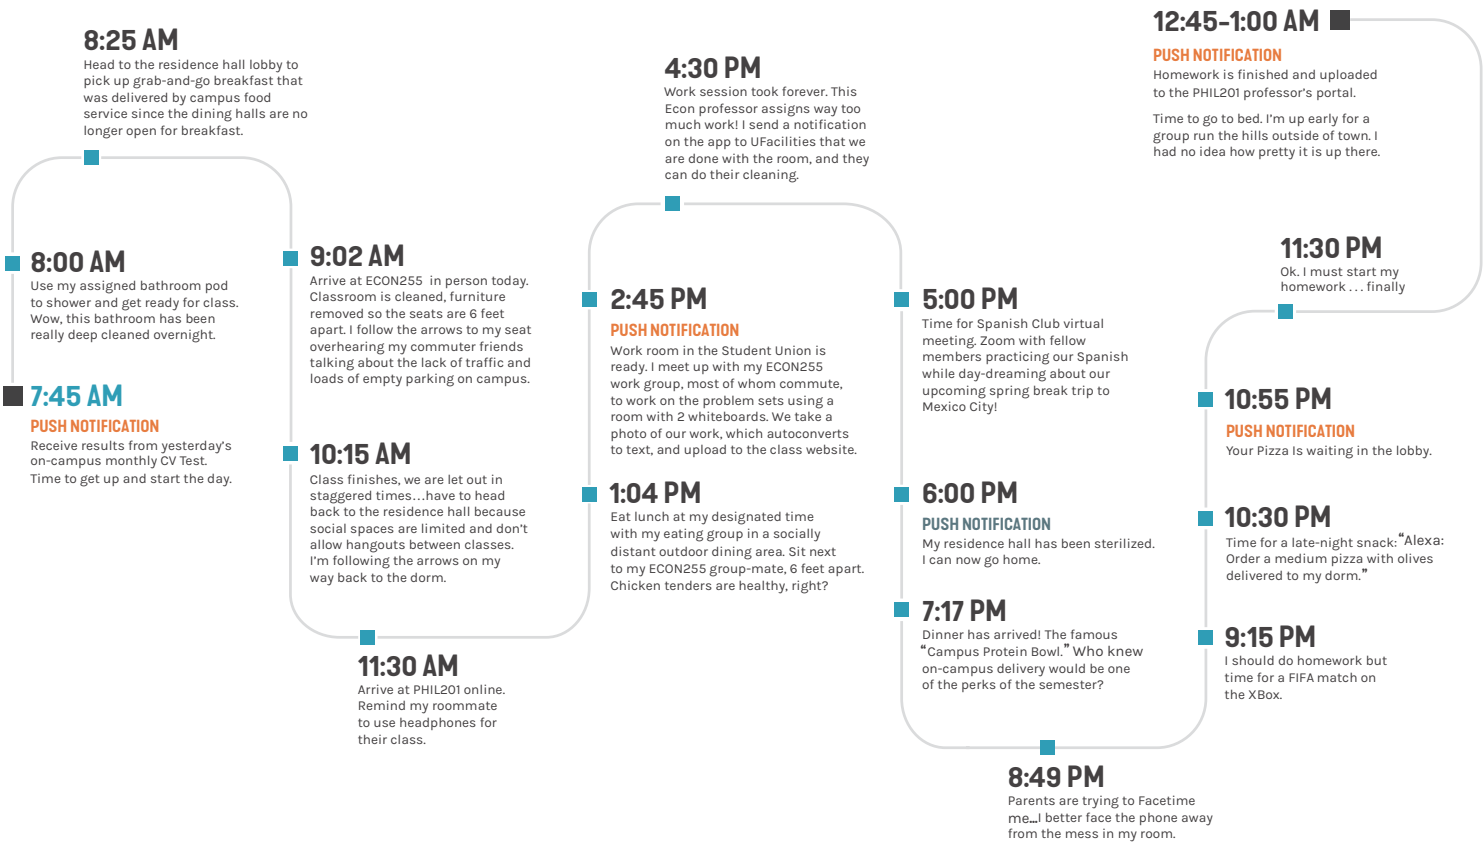 7:45 AM
PUSH NOTIFICATION
Receive results from yesterday's
on-campus monthly CV Test.
Time to get up and start the day.
8:00 AM
Use my assigned bathroom pod
to shower and get ready for class.
Wow, this bathroom has been
really deep cleaned overnight.
8:25 AM
Head to the residence hall lobby to
pick up grab-and-go breakfast that
was delivered by campus food
service since the dining halls are no
longer open for breakfast.
9:02 AM
Arrive at ECON255 in person today.
Classroom is cleaned, furniture
removed so the seats are 6 feet
apart. I follow the arrows to my seat
overhearing my commuter friends
talking about the lack of traffic and
loads of empty parking on campus.
10:15 AM
Class finishes, we are let out in
staggered times...have to head
back to the residence hall because
social spaces are limited and don't
allow hangouts between classes.
I'm following the arrows on my
way back to the dorm.
11:30 AM
Arrive at PHIL201 online.
Remind my roommate
to use headphones for
their class.
1:04 PM
Eat lunch at my designated time
with my eating group in a socially
distant outdoor dining area. Sit next
to my ECON255 group-mate, 6 feet apart.
Chicken tenders are healthy, right?
2:45 PM
PUSH NOTIFICATION
Work room in the Student Union is
ready. I meet up with my ECON255
work group, most of whom commute,
to work on the problem sets using a
room with 2 whiteboards. We take a
photo of our work, which autoconverts
to text, and upload to the class website.
4:30 PM
Work session took forever. This
Econ professor assigns way too
much work! I send a notification
on the app to UFacilities that we
are done with the room, and they
can do their cleaning.
5:00 PM
Time for Spanish Club virtual
meeting. Zoom with fellow
members practicing our Spanish
while day-dreaming about our
upcoming spring break trip to
Mexico City!
6:00 PM
PUSH NOTIFICATION
My residence hall has been sterilized.
I can now go home.
7:17 PM
Dinner has arrived! The famous
"Campus Protein Bowl." Who knew
on-campus delivery would be one
of the perks of the semester?
8:49 PM
Parents are trying to Facetime
me...I better face the phone away
from the mess in my room.
9:15 PM
I should do homework but
time for a FIFA match on
the XBox.
10:30 PM
Time for a late-night snack: "Alexa:
Order a medium pizza with olives
delivered to my dorm."
10:55 PM
PUSH NOTIFICATION
Your Pizza Is waiting in the lobby.
11:30 PM
Ok. I must start my
homework . . . finally
12:45-1:00 AM
PUSH NOTIFICATION
Homework is finished and uploaded
to the PHIL201 professor's portal.
Time to go to bed. I'm up early for a
group run the hills outside of town. I
had no idea how pretty it is up there.